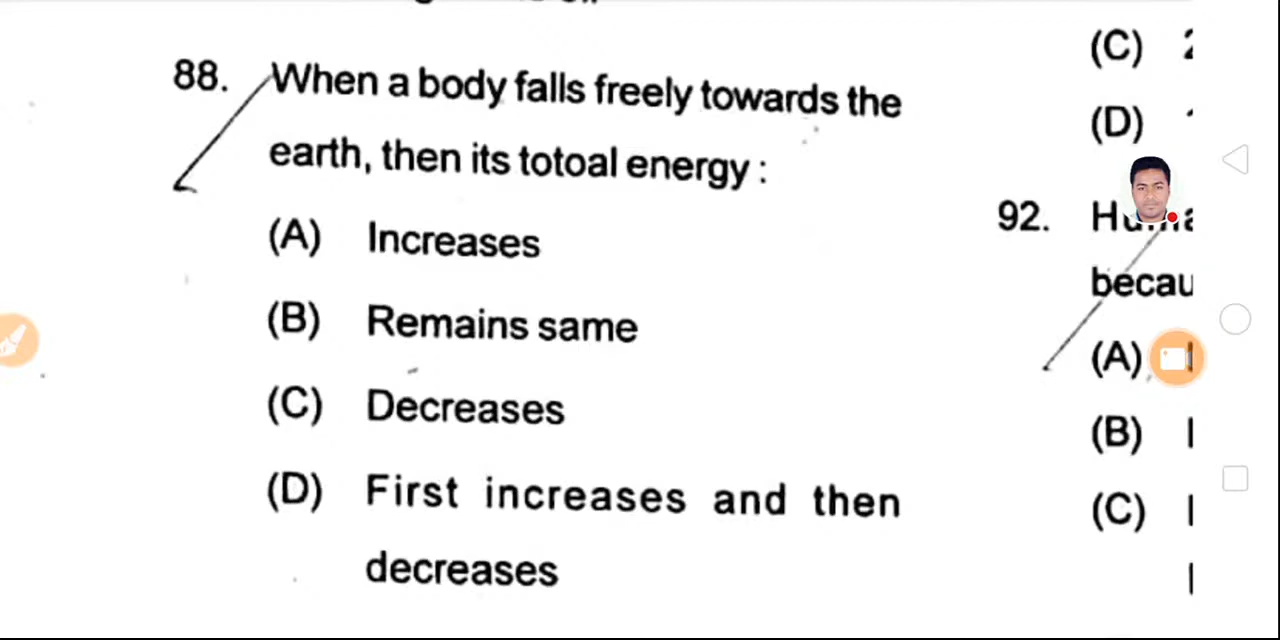 88. When a body falls freely towards the
earth, then its totoal energy :
(A) Increases
(B) Remains same
(C) Decreases
(D) First increases and then
decreases
(C)
(D)
92.
becau
(A)
(B)
(C)